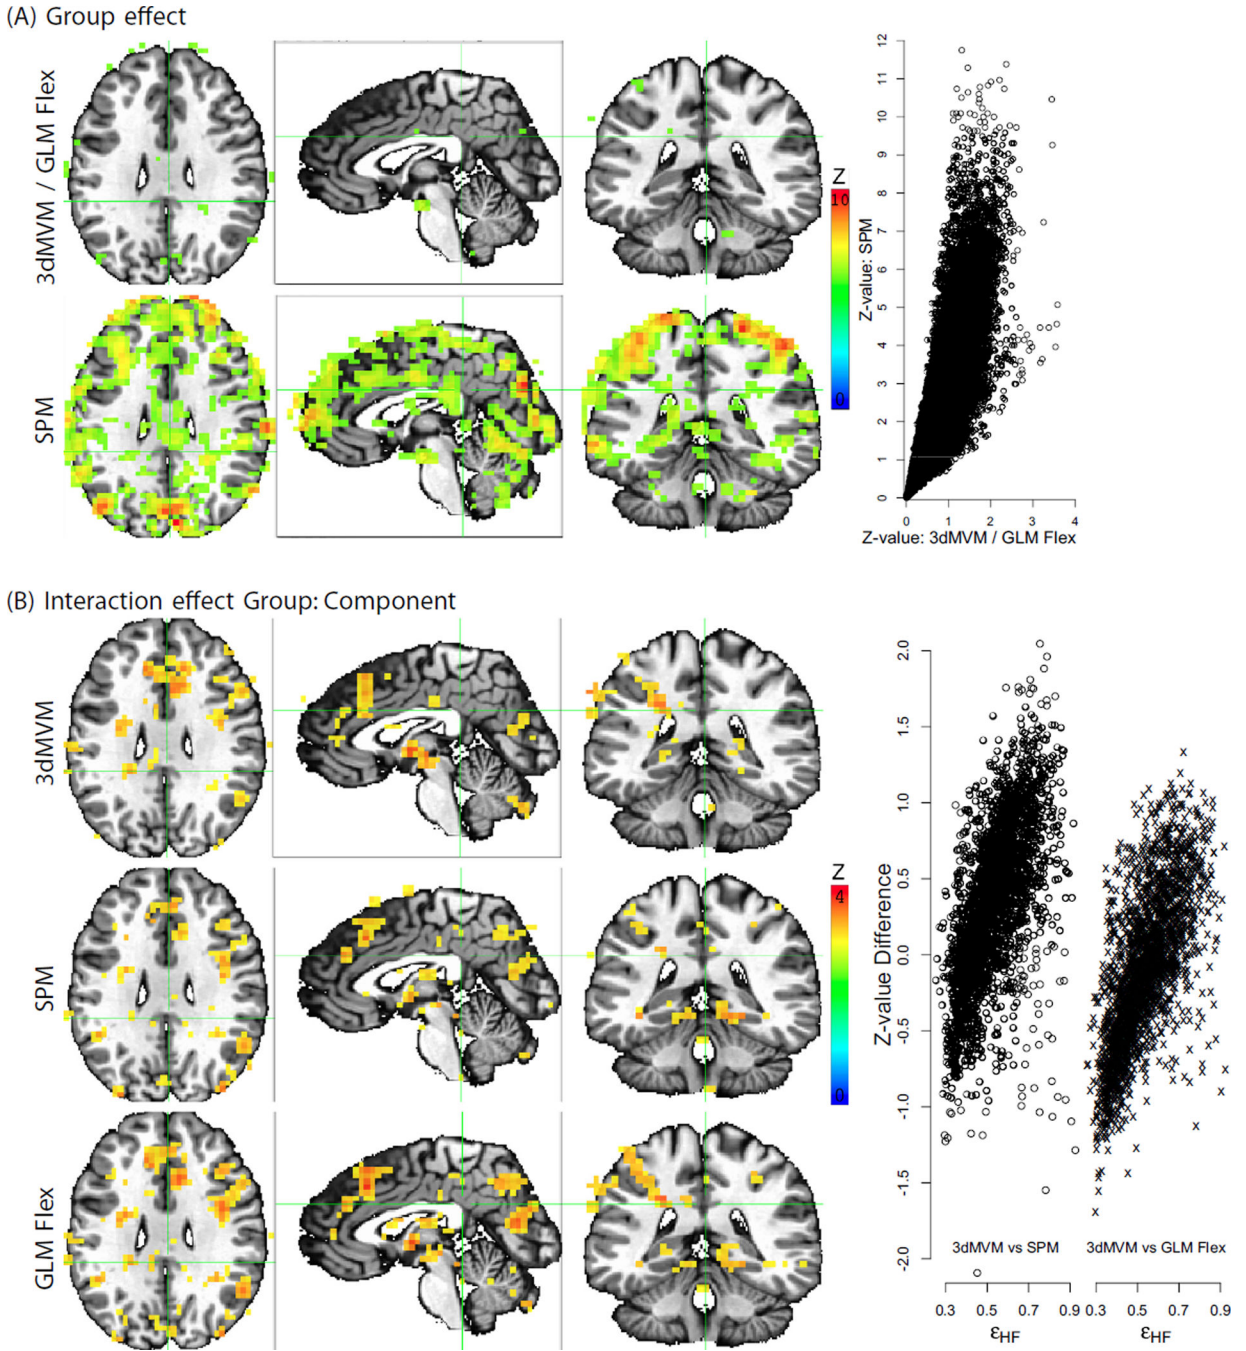 (A) Group effect
3dMVM / GLM Flex
SPM
Z
10
0
Z-value: SPM
12
11
10
9
8
7
6
5
4
3
2
1
0
0 1 2 3 4
Z-value: 3dMVM / GLM Flex
(B) Interaction effect Group: Component
3dMVM
SPM
GLM Flex
Z
4
0
Z-value Difference
2.0
1.5
1.0
0.5
0.0
-0.5
-1.0
-1.5
-2.0
3dMVM vs SPM
3dMVM vs GLM Flex
0.3 0.5 0.7 0.9
0.3 0.5 0.7 0.9
εHF
εHF